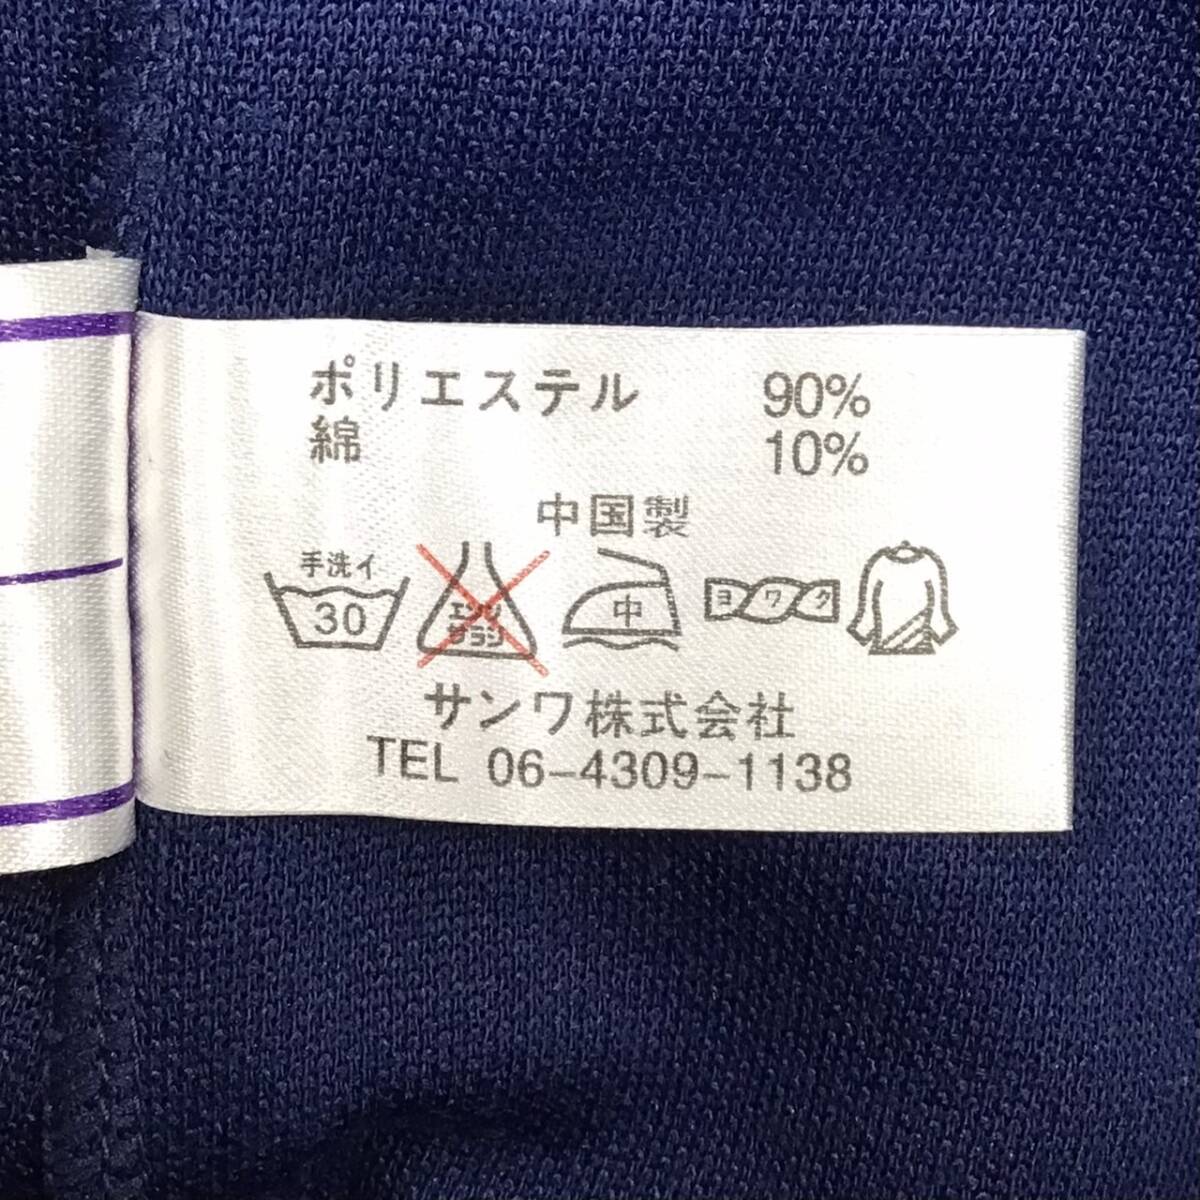 ポリエステル 90%
綿 10%
中国製
手洗イ
30
エンソ
サラシ
中
ヨワク
サンワ株式会社
TEL 06-4309-1138